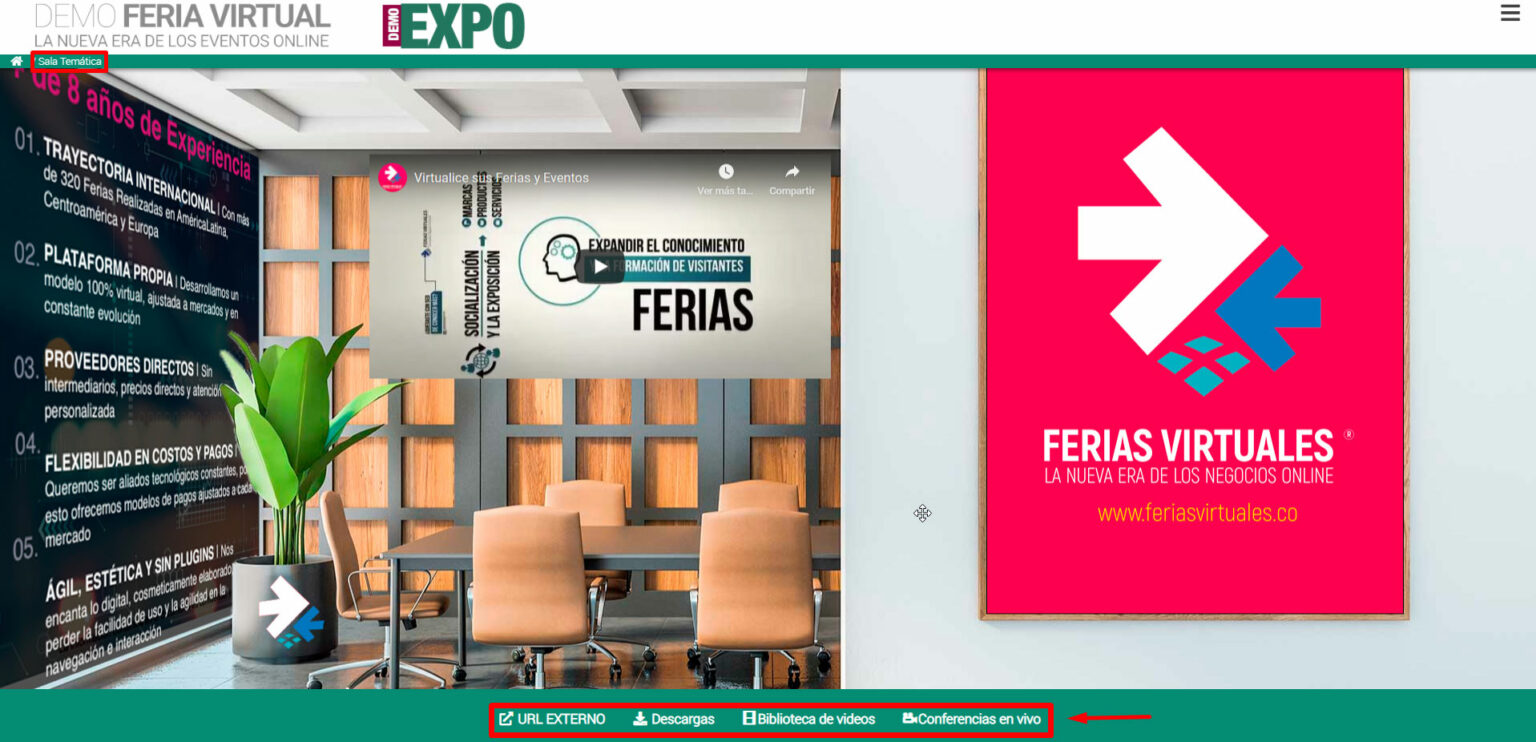 DEMO FERIA VIRTUAL
LA NUEVA ERA DE LOS EVENTOS ONLINE
DEMO EXPO
/ Sala Temática
+ de 8 años de Experiencia
01. TRAYECTORIA INTERNACIONAL | Con más
de 320 Ferias Realizadas en AméricaLatina,
Centroamérica y Europa
02. PLATAFORMA PROPIA | Desarrollamos un
modelo 100% virtual, ajustada a mercados y en
constante evolución
03. PROVEEDORES DIRECTOS | Sin
intermediarios, precios directos y atención
personalizada
04. FLEXIBILIDAD EN COSTOS Y PAGOS |
Queremos ser aliados tecnológicos constantes, po
esto ofrecemos modelos de pagos ajustados a cada
mercado
05. ÁGIL, ESTÉTICA Y SIN PLUGINS | Nos
encanta lo digital, cosméticamente elaborado
perder la facilidad de uso y la agilidad en la
navegación e interacción
Virtualice sus Ferias y Eventos
Ver más ta...
Compartir
MARCAS
PRODUCTOS
SERVICIOS
SOCIALIZACIÓN
Y LA EXPOSICIÓN
EXPANDIR EL CONOCIMIENTO
FORMACIÓN DE VISITANTES
FERIAS
FERIAS VIRTUALES ®
LA NUEVA ERA DE LOS NEGOCIOS ONLINE
www.feriasvirtuales.co
URL EXTERNO
Descargas
Biblioteca de videos
Conferencias en vivo